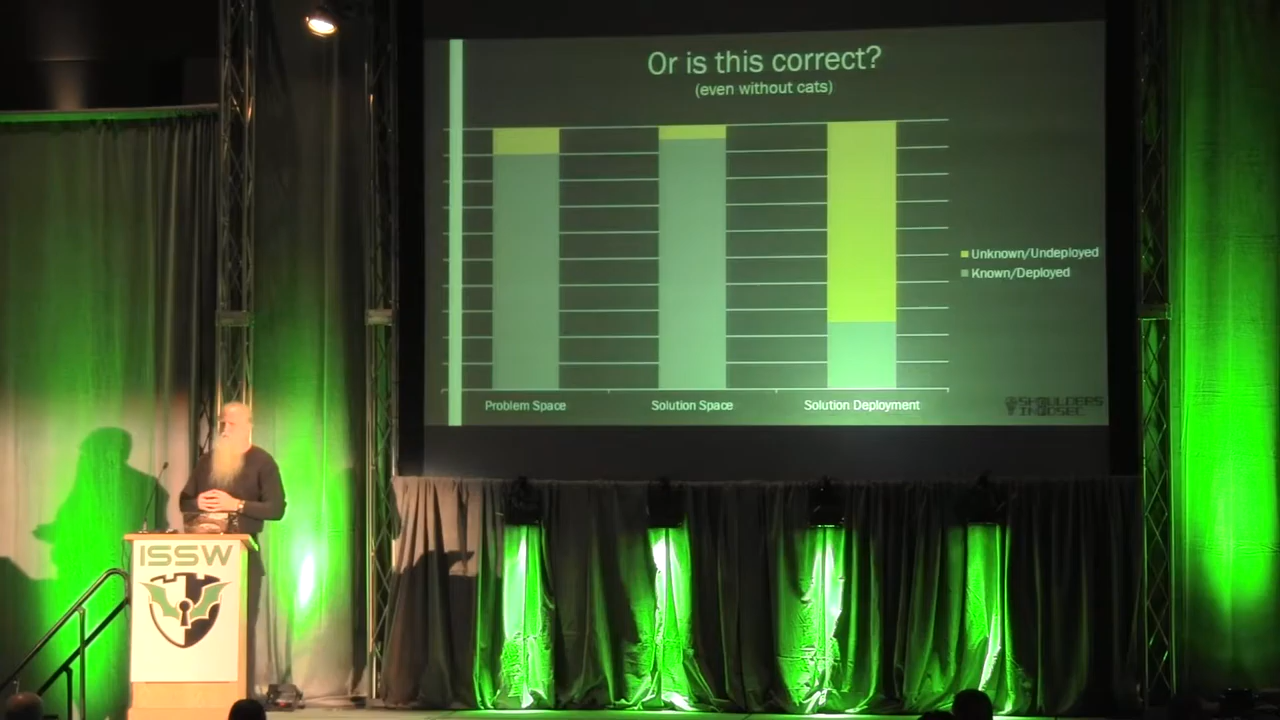 Or is this correct?
(even without cats)
Unknown/Undeployed
Known/Deployed
Problem Space
Solution Space
Solution Deployment
SHOULDERS
INFOSEC
ISSW